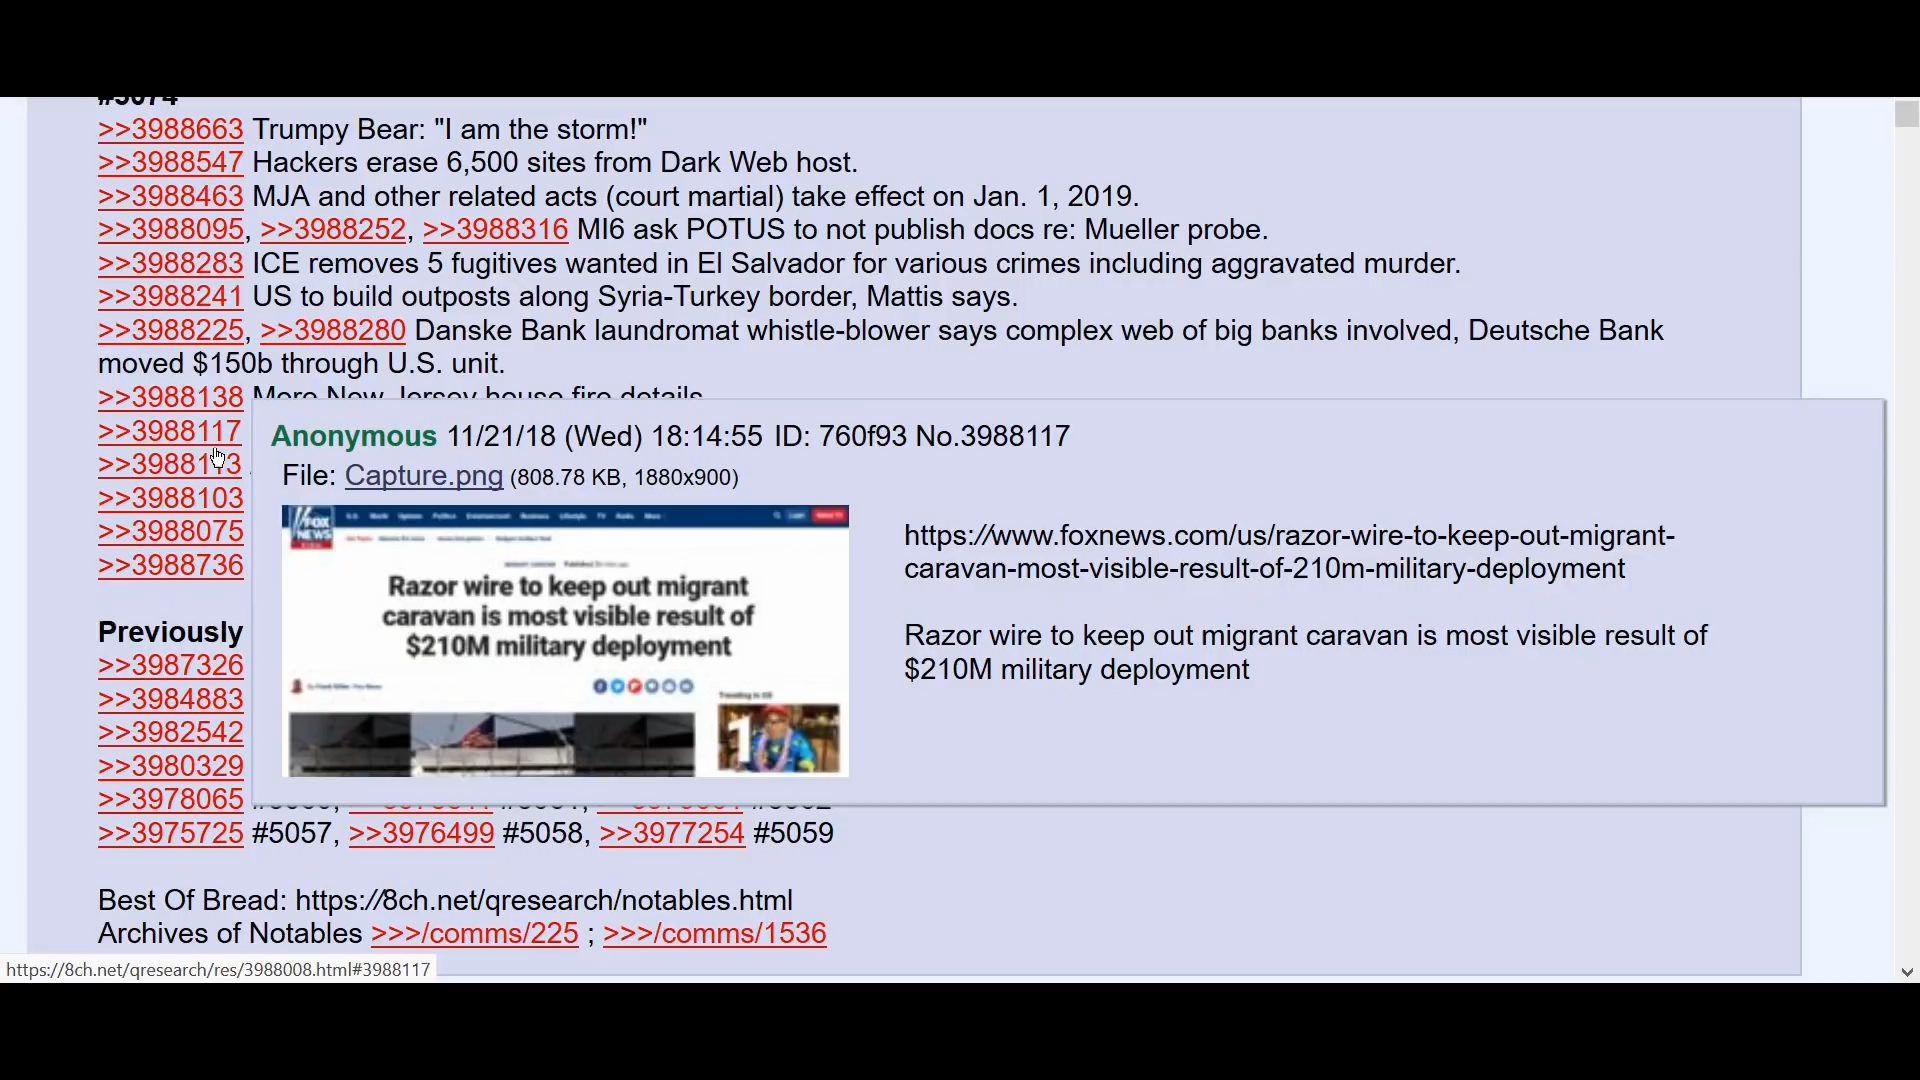 #5074
>>3988663 Trumpy Bear: "I am the storm!"
>>3988547 Hackers erase 6,500 sites from Dark Web host.
>>3988463 MJA and other related acts (court martial) take effect on Jan. 1, 2019.
>>3988095, >>3988252, >>3988316 MI6 ask POTUS to not publish docs re: Mueller probe.
>>3988283 ICE removes 5 fugitives wanted in El Salvador for various crimes including aggravated murder.
>>3988241 US to build outposts along Syria-Turkey border, Mattis says.
>>3988225, >>3988280 Danske Bank laundromat whistle-blower says complex web of big banks involved, Deutsche Bank
moved $150b through U.S. unit.
>>3988138 More New Jersey house fire details
>>3988117
>>3988113
>>3988103
>>3988075
>>3988736
Anonymous 11/21/18 (Wed) 18:14:55 ID: 760f93 No.3988117
File: Capture.png (808.78 KB, 1880x900)
FOX
NEWS
Razor wire to keep out migrant
caravan is most visible result of
$210M military deployment
https://www.foxnews.com/us/razor-wire-to-keep-out-migrant-
caravan-most-visible-result-of-210m-military-deployment
Razor wire to keep out migrant caravan is most visible result of
$210M military deployment
Previously
>>3987326
>>3984883
>>3982542
>>3980329
>>3978065
>>3975725 #5057, >>3976499 #5058, >>3977254 #5059
Best Of Bread: https://8ch.net/qresearch/notables.html
Archives of Notables >>>/comms/225 ; >>>/comms/1536
https://8ch.net/qresearch/res/3988008.html#3988117